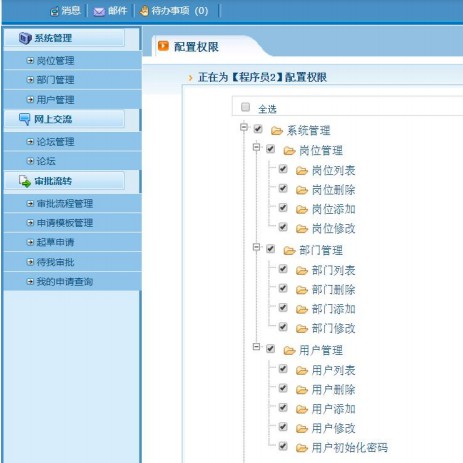 消息 邮件 待办事项（0）
系统管理
岗位管理
部门管理
用户管理
网上交流
论坛管理
论坛
审批流转
审批流程管理
申请模板管理
起草申请
待我审批
我的申请查询
配置权限
正在为【程序员2】配置权限
全选
系统管理
岗位管理
岗位列表
岗位删除
岗位添加
岗位修改
部门管理
部门列表
部门删除
部门添加
部门修改
用户管理
用户列表
用户删除
用户添加
用户修改
用户初始化密码